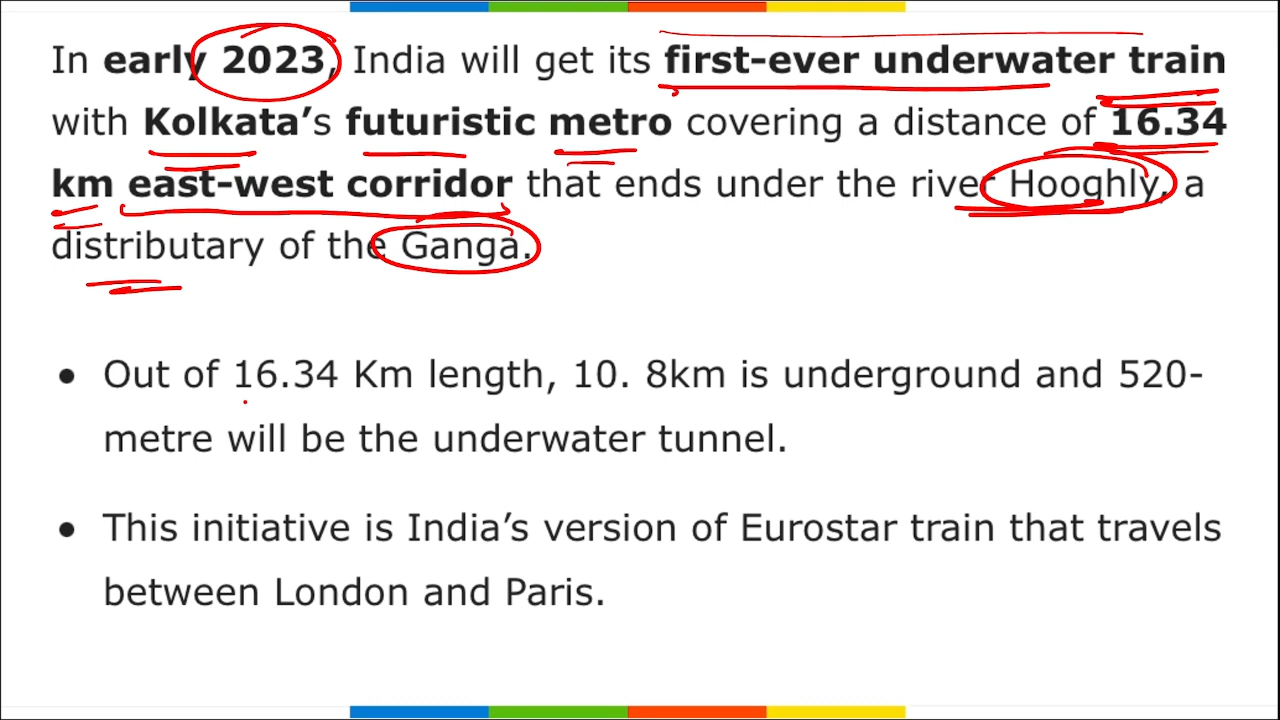 In early 2023, India will get its first-ever underwater train
with Kolkata’s futuristic metro covering a distance of 16.34
km east-west corridor that ends under the river Hooghly, a
distributary of the Ganga.
● Out of 16.34 Km length, 10. 8km is underground and 520-
metre will be the underwater tunnel.
● This initiative is India’s version of Eurostar train that travels
between London and Paris.